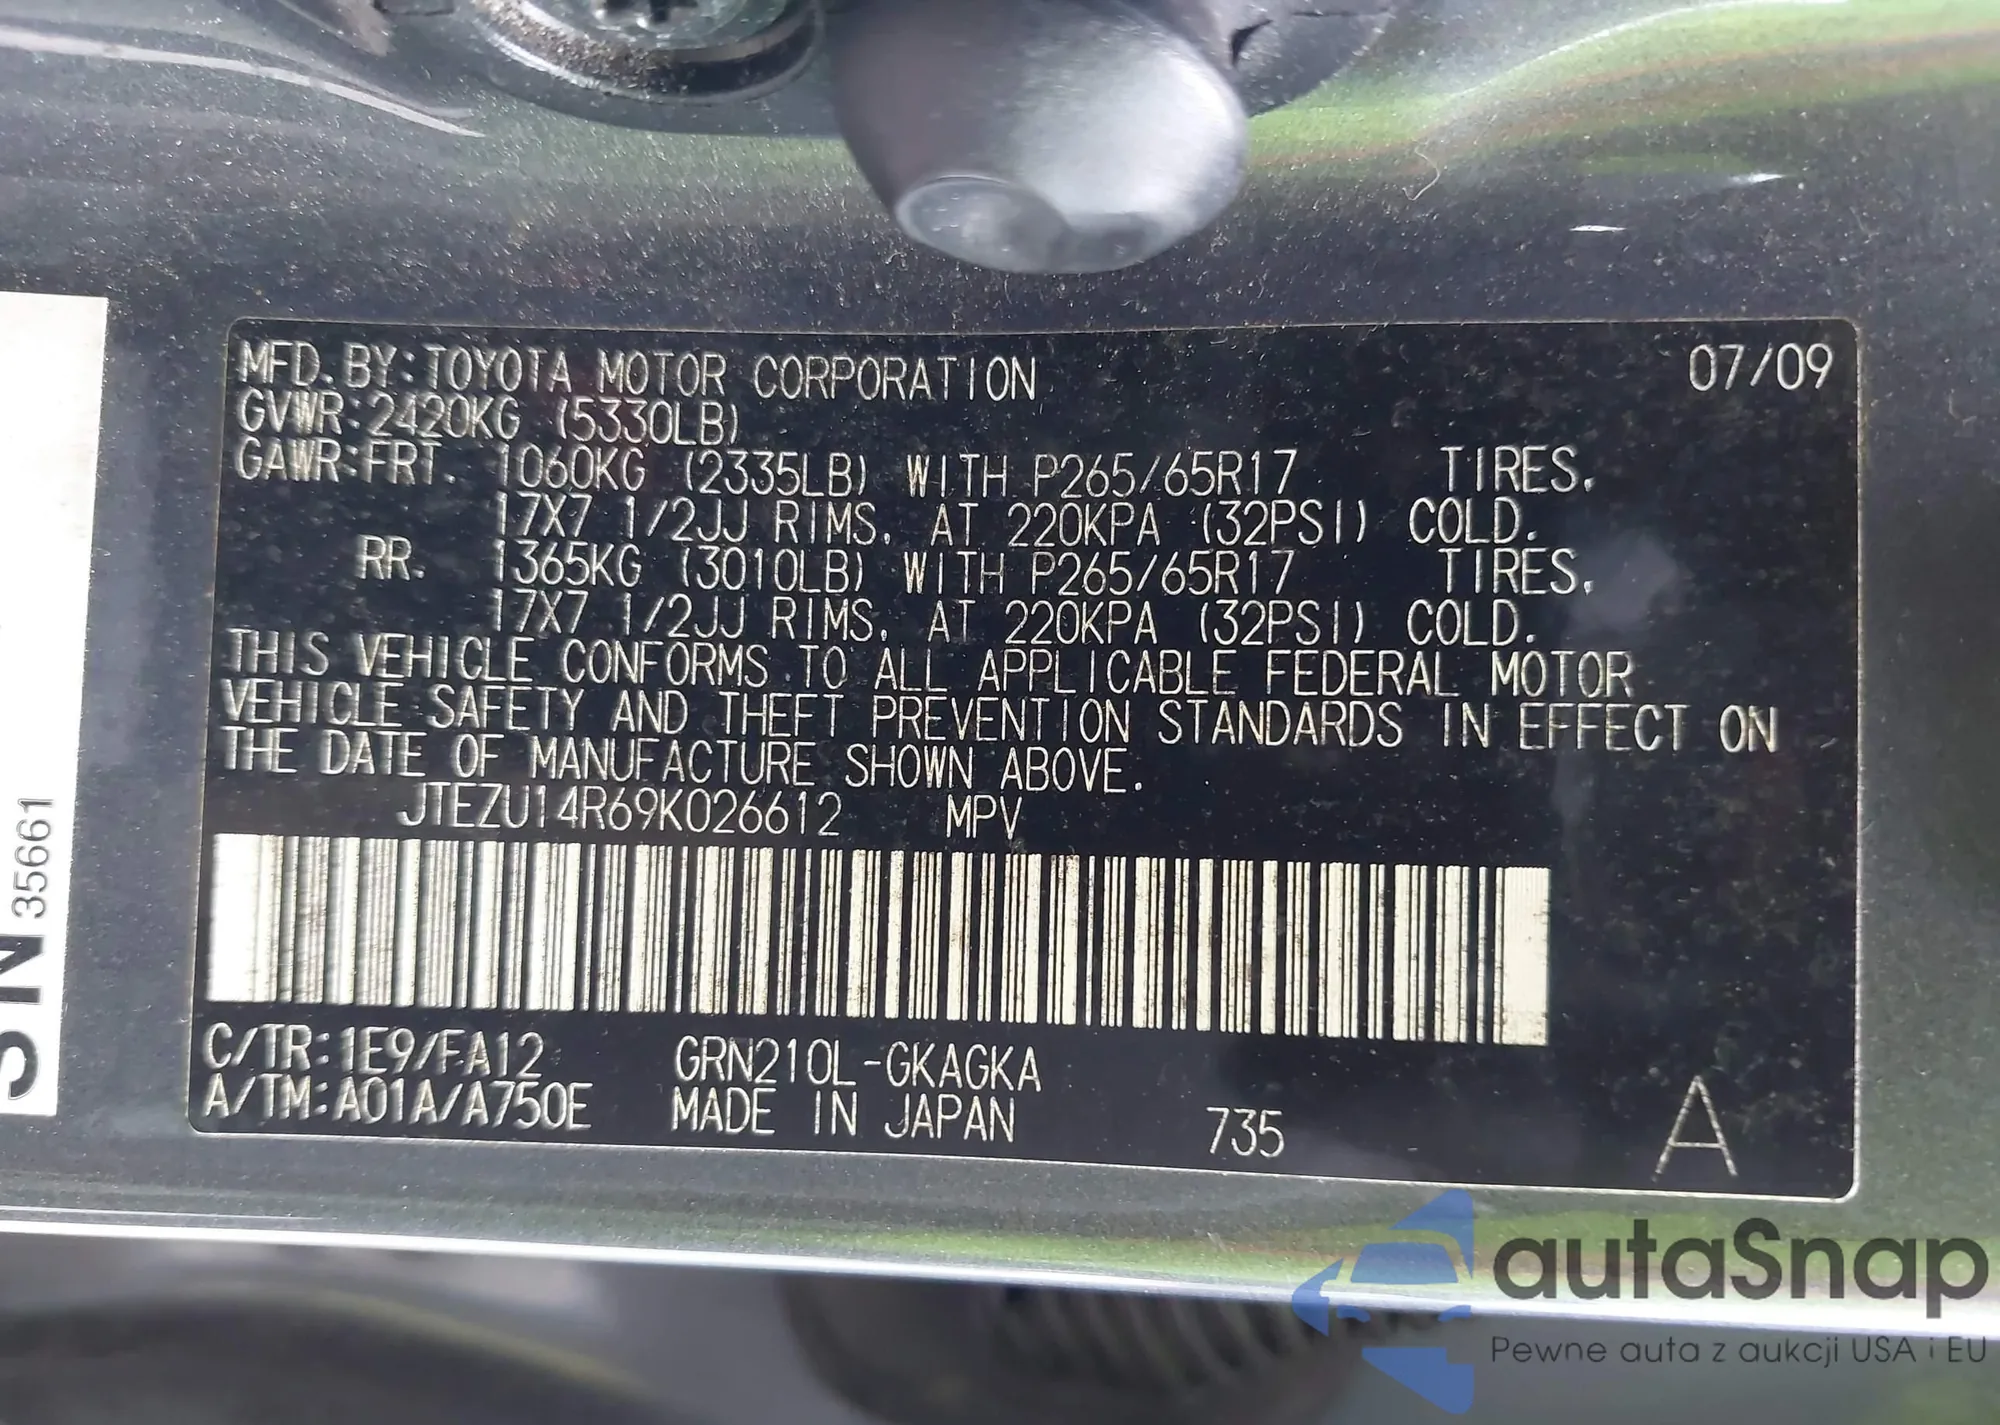 MFD. BY:TOYOTA MOTOR CORPORATION 07/09
GVWR:2420KG (5330LB)
GAWR:FRT. 1060KG (2335LB) WITH P265/65R17 TIRES,
17X7 1/2JJ RIMS, AT 220KPA (32PSI) COLD.
RR. 1365KG (3010LB) WITH P265/65R17 TIRES,
17X7 1/2JJ RIMS, AT 220KPA (32PSI) COLD.
THIS VEHICLE CONFORMS TO ALL APPLICABLE FEDERAL MOTOR
VEHICLE SAFETY AND THEFT PREVENTION STANDARDS IN EFFECT ON
THE DATE OF MANUFACTURE SHOWN ABOVE.
JTEZU14R69K026612 MPV
C/TR:1E9/FA12 GRN210L-GKAGKA
A/TM:A01A/A750E MADE IN JAPAN 735 A
SN 35661
autaSnap
Pewne auta z aukcji USA i EU